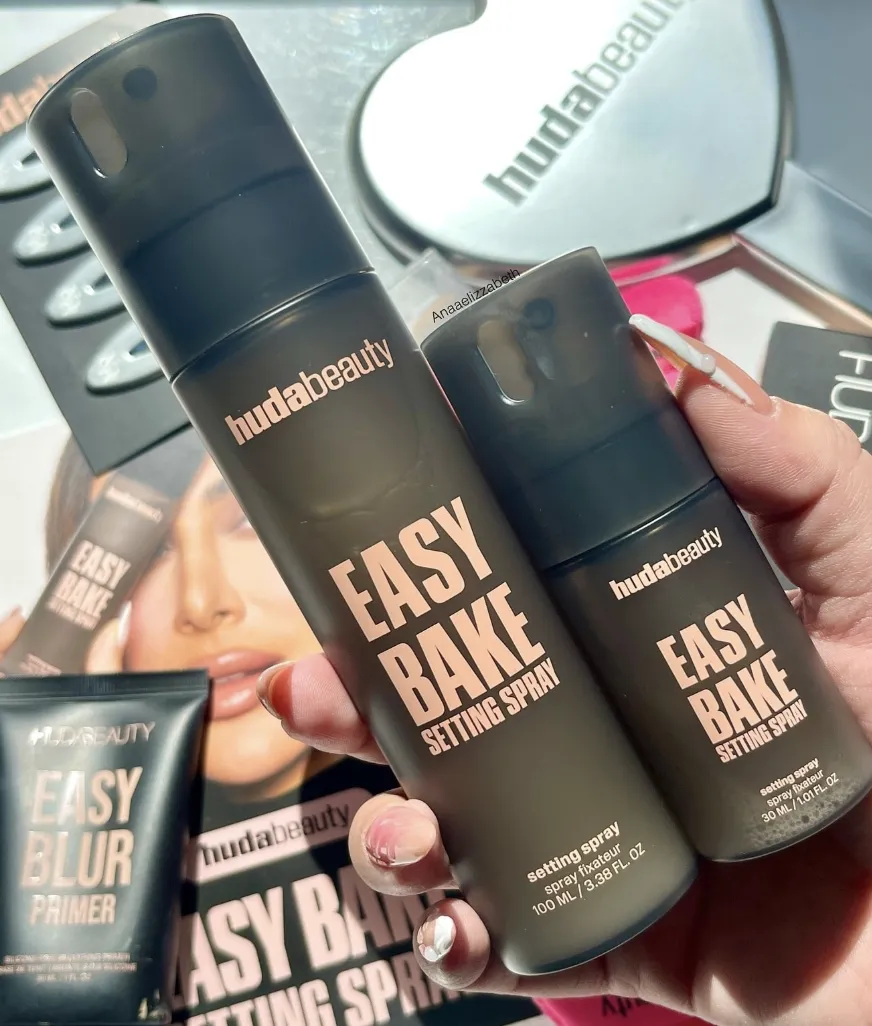 hudabeauty
Anaaelizzabeth
hudabeauty
EASY
BAKE
SETTING SPRAY
setting spray
spray fixateur
100 ML / 3.38 FL. OZ
hudabeauty
EASY
BAKE
SETTING SPRAY
setting spray
spray fixateur
30 ML / 1.01 FL. OZ
hudabeauty
EASY
BAKE
SETTING SPRAY
HUDABEAUTY
EASY
BLUR
PRIMER
hudabeauty